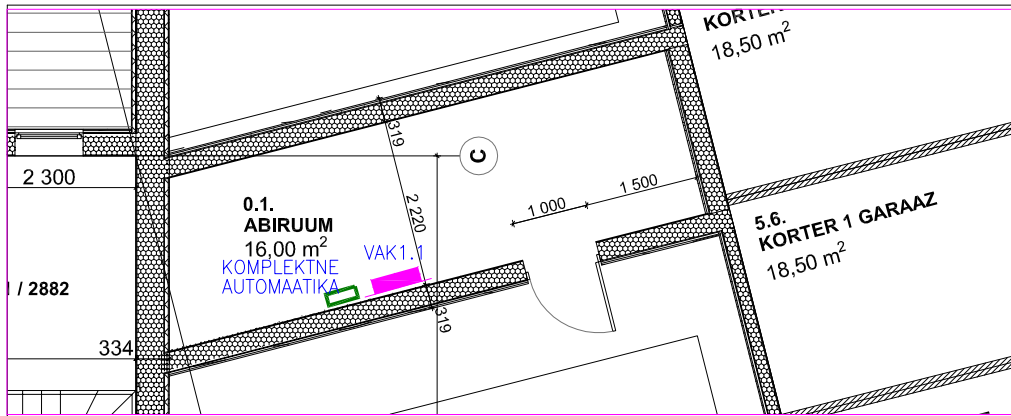 KORTER
18,50 m²
319
C
2 300
1 500
1 000
0.1.
ABIRUUM
16,00 m²
2 220
5.6.
KORTER 1 GARAAZ
18,50 m²
KOMPLEKTNE
AUTOMAATIKA
VAK1.1
/ 2882
319
334